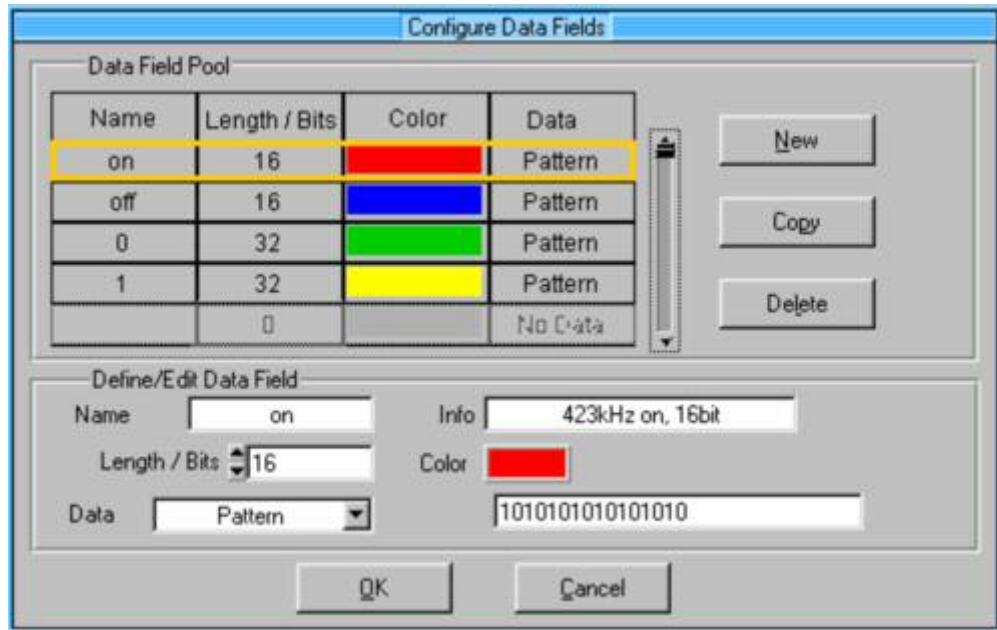 Configure Data Fields
Data Field Pool
Name Length / Bits Color Data
on 16 Pattern
off 16 Pattern
0 32 Pattern
1 32 Pattern
0 No Data
New
Copy
Delete
Define/Edit Data Field
Name on Info 423kHz on, 16bit
Length / Bits 16 Color
Data Pattern 1010101010101010
OK Cancel